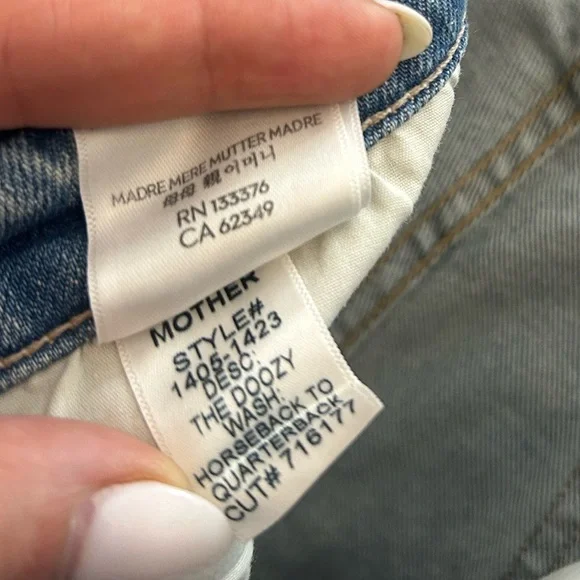 MADRE MERE MUTTER MADRE
母母 親 어머니
RN 133376
CA 62349
MOTHER
STYLE#
1405-1423
DESC:
THE DOOZY
WASH:
HORSEBACK TO
QUARTERBACK
CUT# 716177